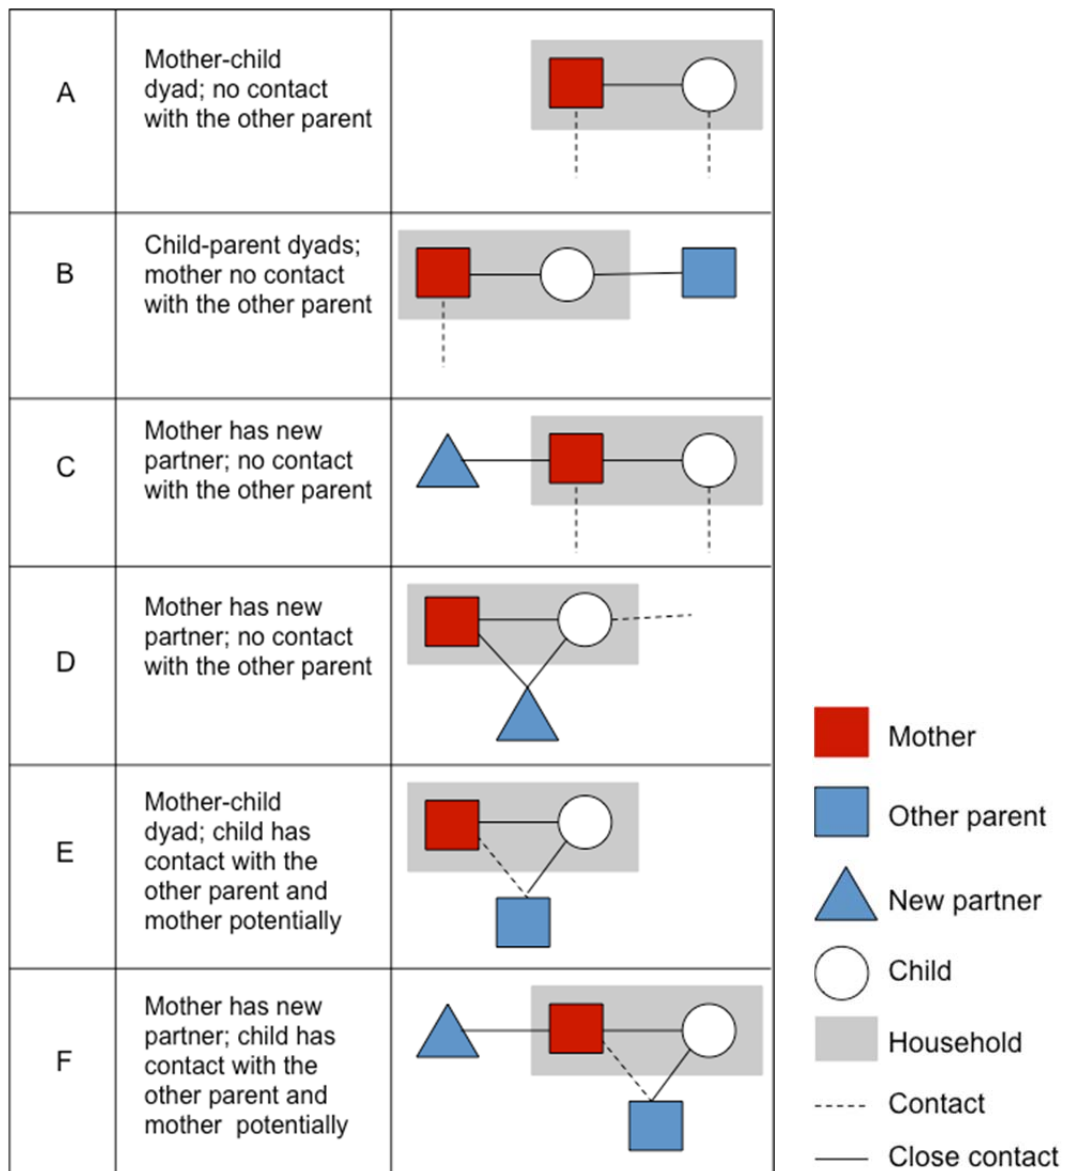 A
Mother-child
dyad; no contact
with the other parent
B
Child-parent dyads;
mother no contact
with the other parent
C
Mother has new
partner; no contact
with the other parent
D
Mother has new
partner; no contact
with the other parent
E
Mother-child
dyad; child has
contact with the
other parent and
mother potentially
F
Mother has new
partner; child has
contact with the
other parent and
mother potentially
Mother
Other parent
New partner
Child
Household
Contact
Close contact